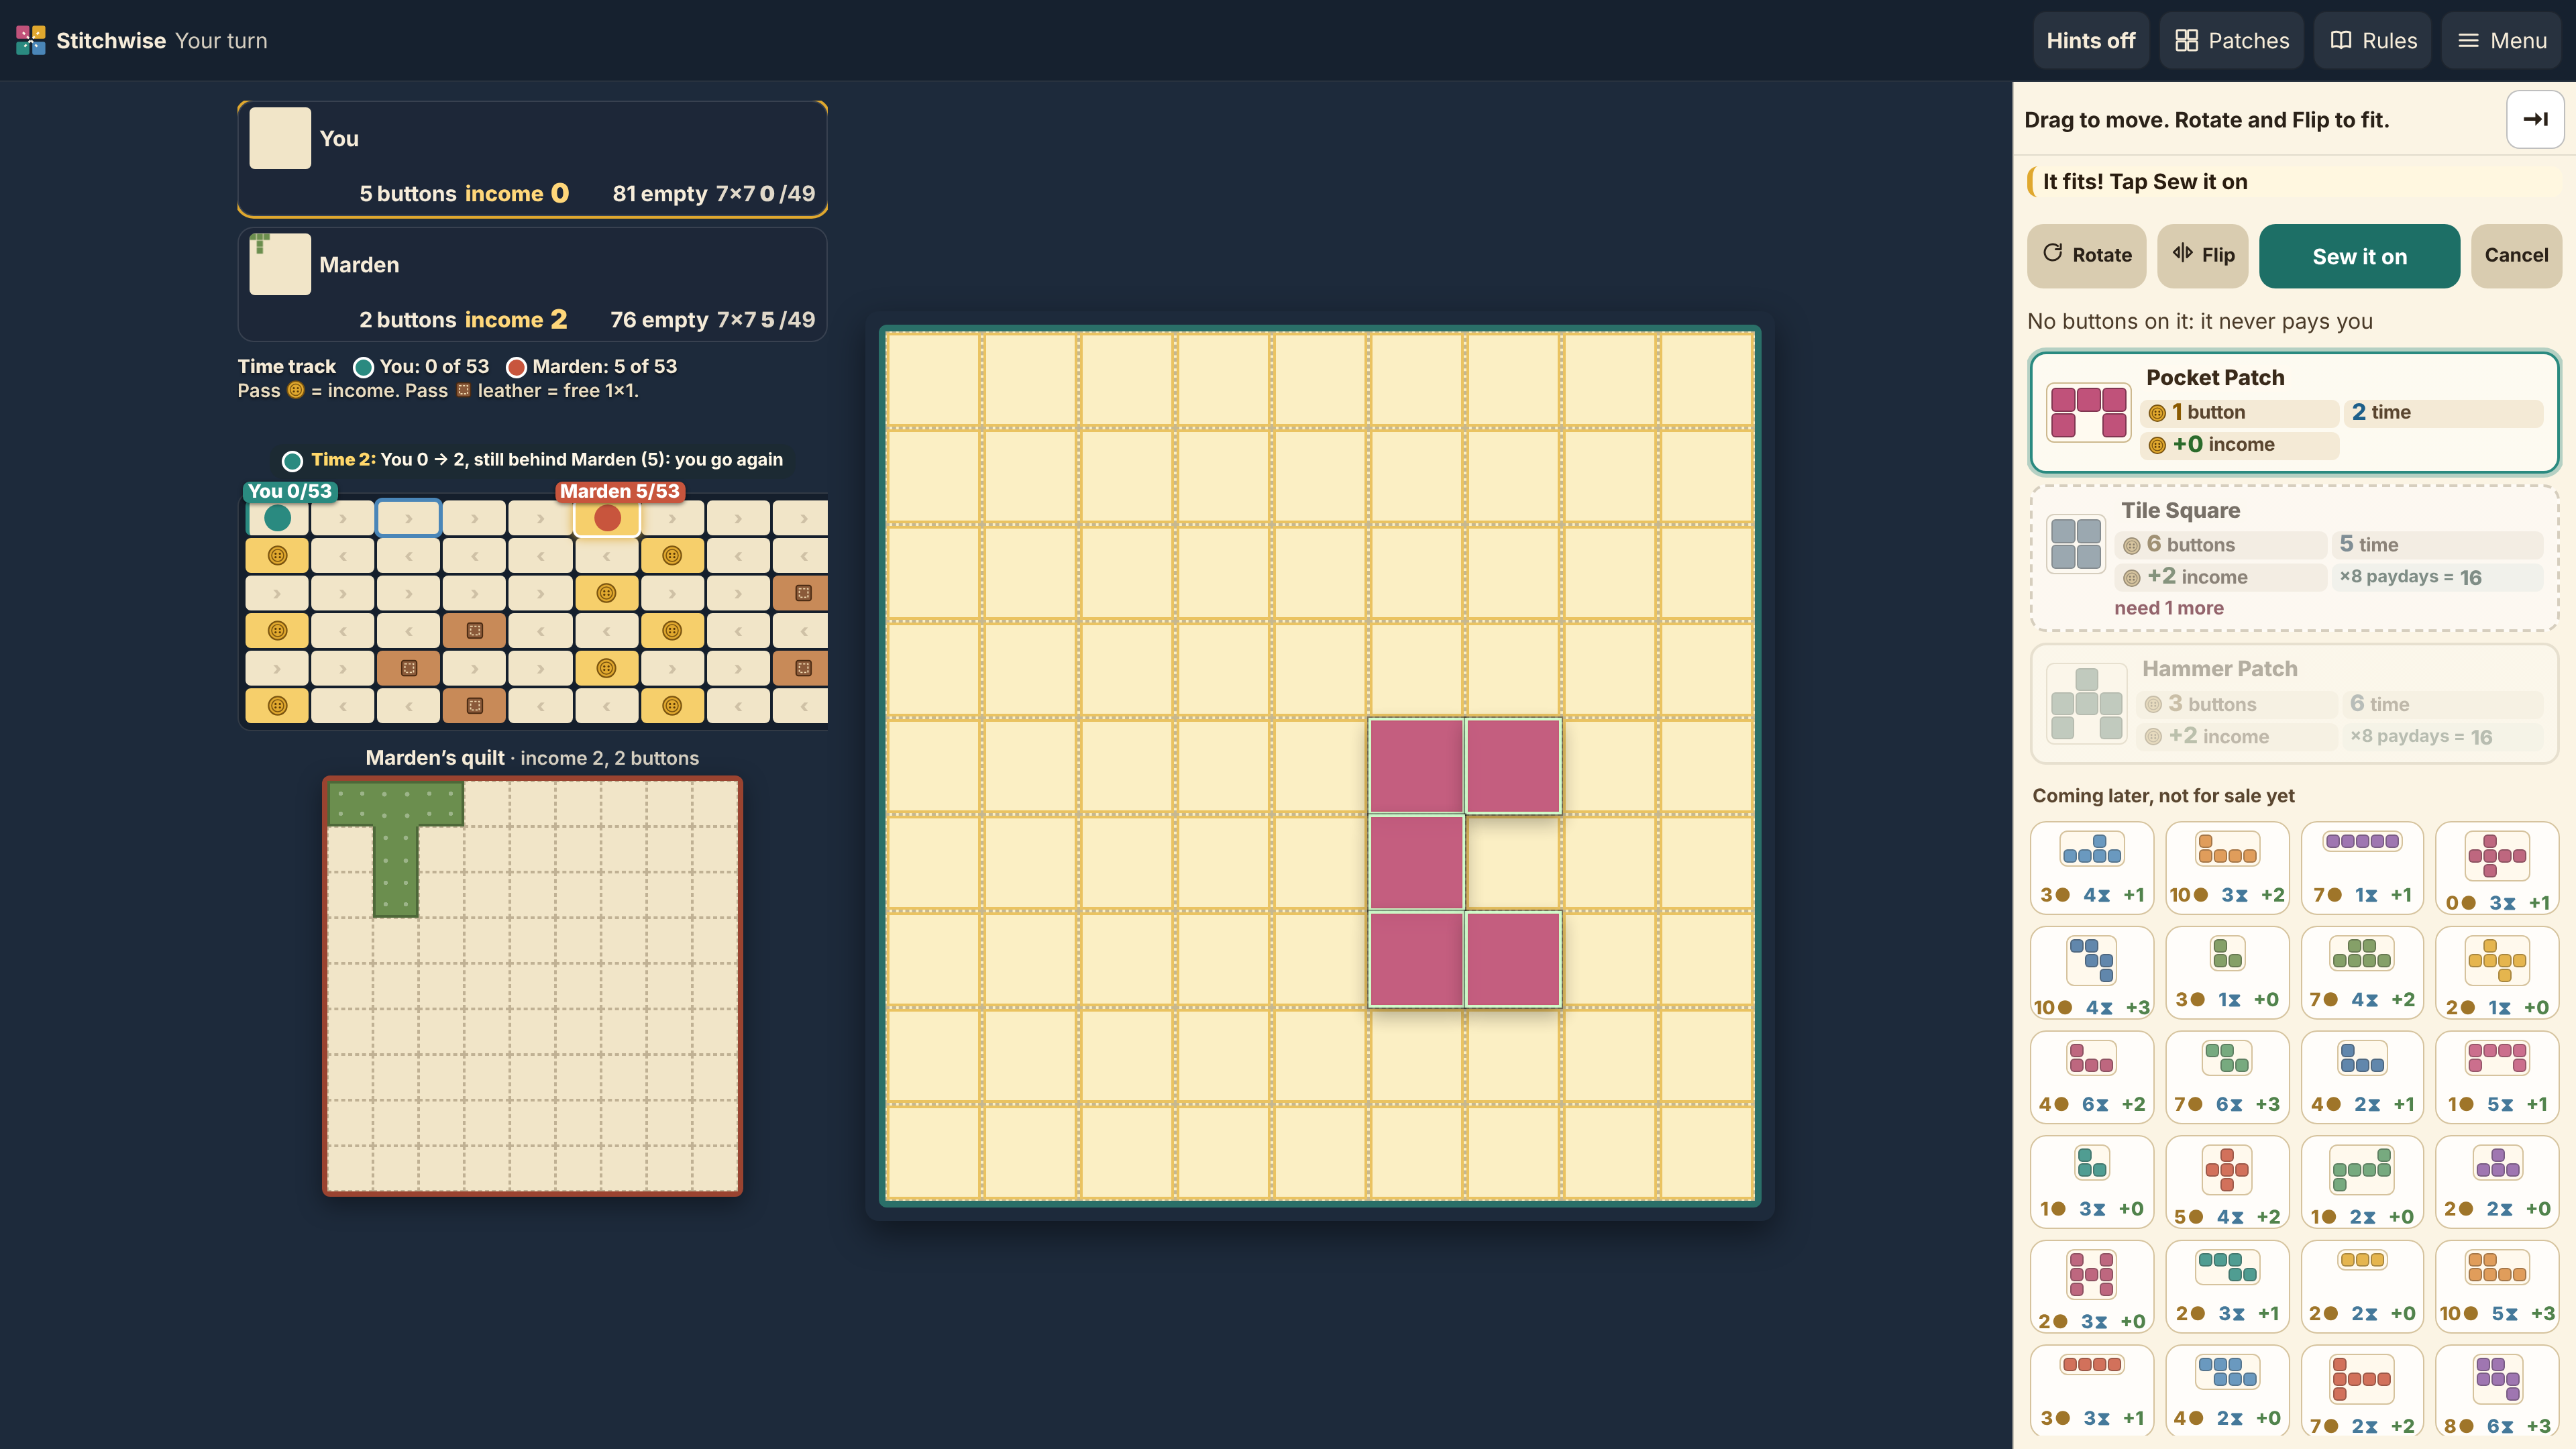 Stitchwise Your turn
Hints off
Patches
Rules
Menu
You
5 buttons income 0 81 empty 7×7 0 /49
Marden
2 buttons income 2 76 empty 7×7 5 /49
Time track You: 0 of 53 Marden: 5 of 53
Pass = income. Pass leather = free 1×1.
Time 2: You 0 → 2, still behind Marden (5): you go again
You 0/53 Marden 5/53
Marden's quilt · income 2, 2 buttons
Drag to move. Rotate and Flip to fit.
It fits! Tap Sew it on
Rotate Flip Sew it on Cancel
No buttons on it: it never pays you
Pocket Patch
1 button 2 time
+0 income
Tile Square
6 buttons 5 time
+2 income ×8 paydays = 16
need 1 more
Hammer Patch
3 buttons 6 time
+2 income ×8 paydays = 16
Coming later, not for sale yet
3 4 +1 10 3 +2 7 1 +1 0 3 +1
10 4 +3 3 1 +0 7 4 +2 2 1 +0
4 6 +2 7 6 +3 4 2 +1 1 5 +1
1 3 +0 5 4 +2 1 2 +0 2 2 +0
2 3 +0 2 3 +1 2 2 +0 10 5 +3
3 3 +1 4 2 +0 7 2 +2 8 6 +3